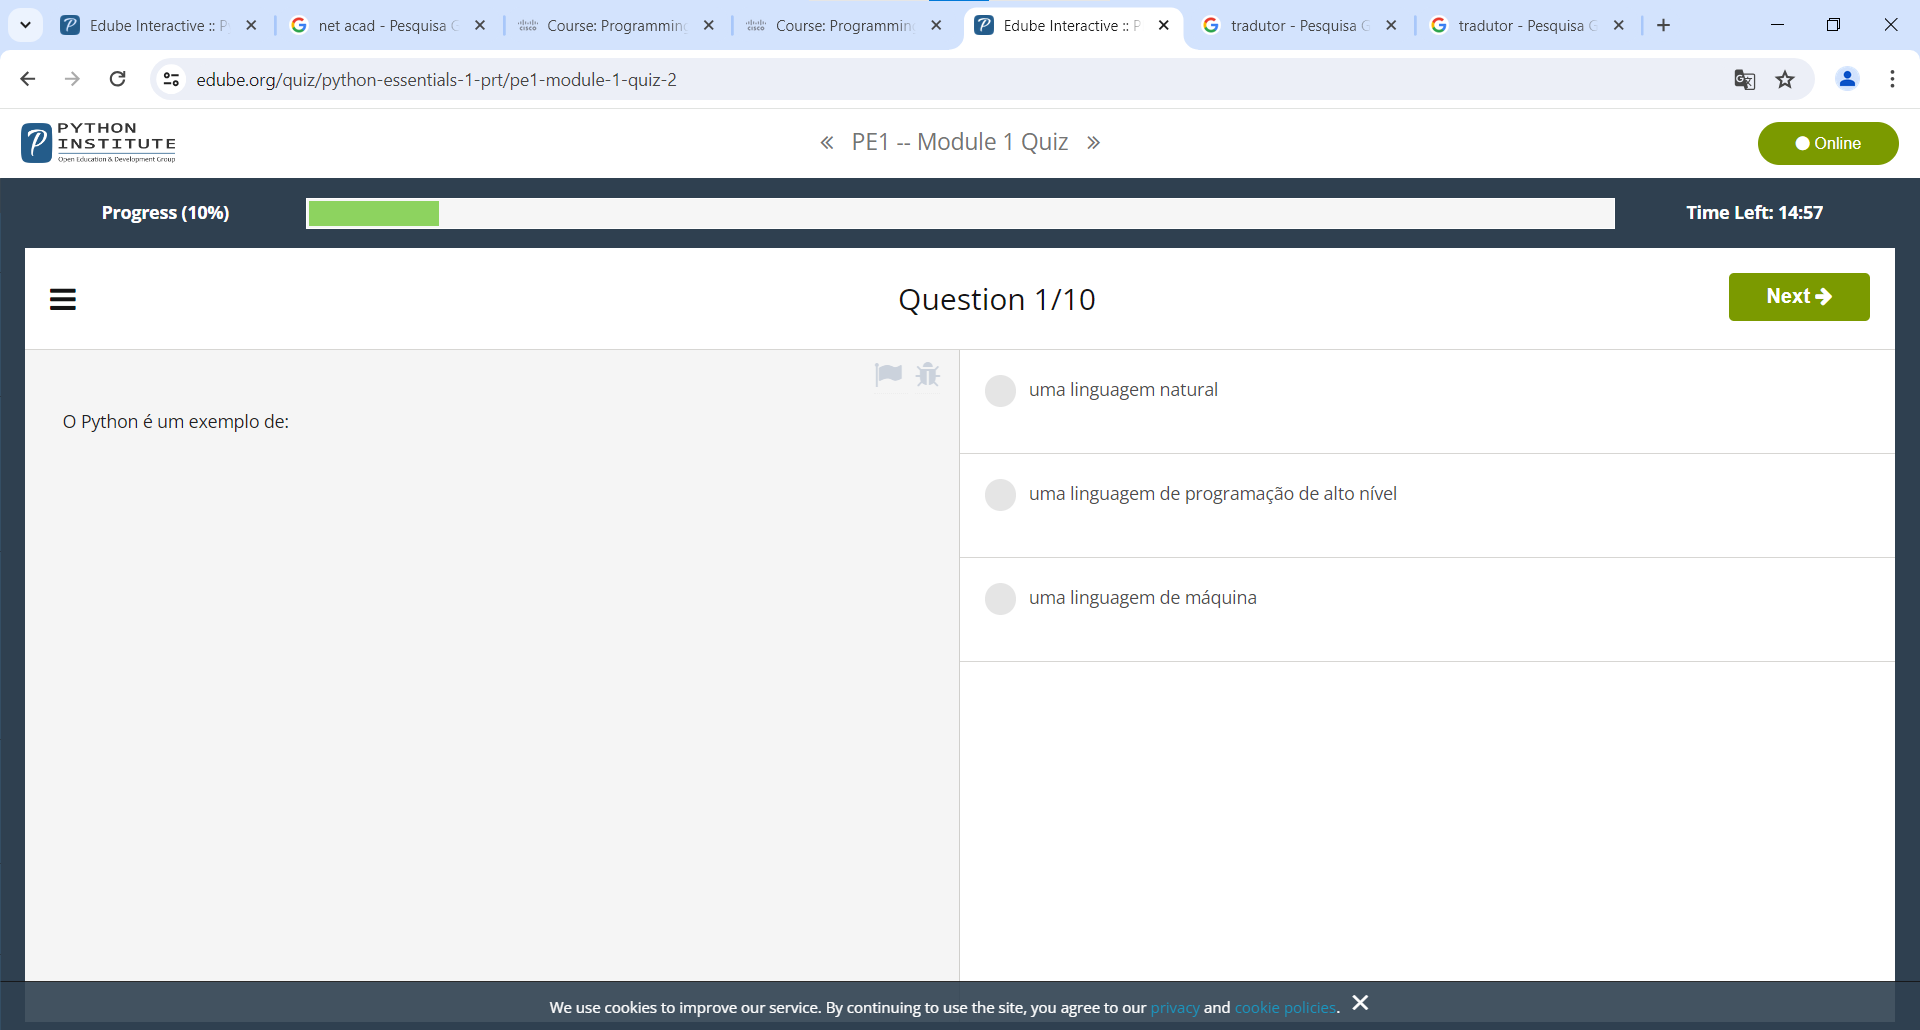 Edube Interactive :: P
net acad - Pesquisa G
Course: Programming
Course: Programming
Edube Interactive :: P
tradutor - Pesquisa G
tradutor - Pesquisa G
edube.org/quiz/python-essentials-1-prt/pe1-module-1-quiz-2
PYTHON
INSTITUTE
Open Education & Development Group
« PE1 -- Module 1 Quiz »
Online
Progress (10%)
Time Left: 14:57
Question 1/10
Next
O Python é um exemplo de:
uma linguagem natural
uma linguagem de programação de alto nível
uma linguagem de máquina
We use cookies to improve our service. By continuing to use the site, you agree to our privacy and cookie policies.